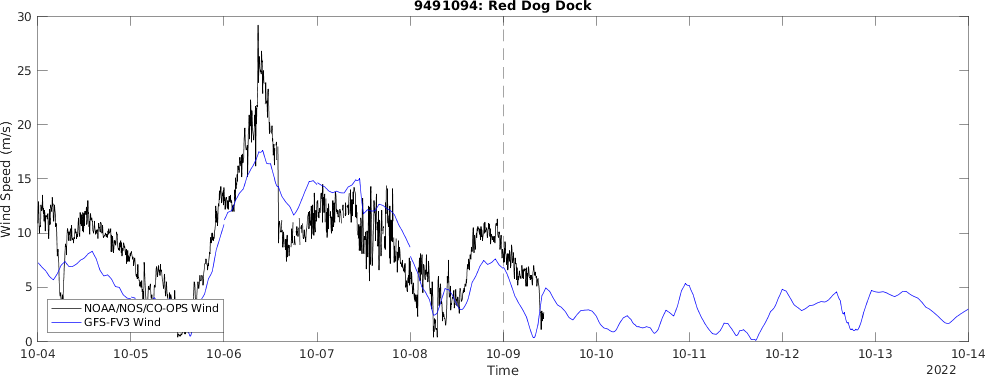 9491094: Red Dog Dock
30
25
20
15
10
5
0
Wind Speed (m/s)
NOAA/NOS/CO-OPS Wind
GFS-FV3 Wind
10-04 10-05 10-06 10-07 10-08 10-09 10-10 10-11 10-12 10-13 10-14
Time
2022